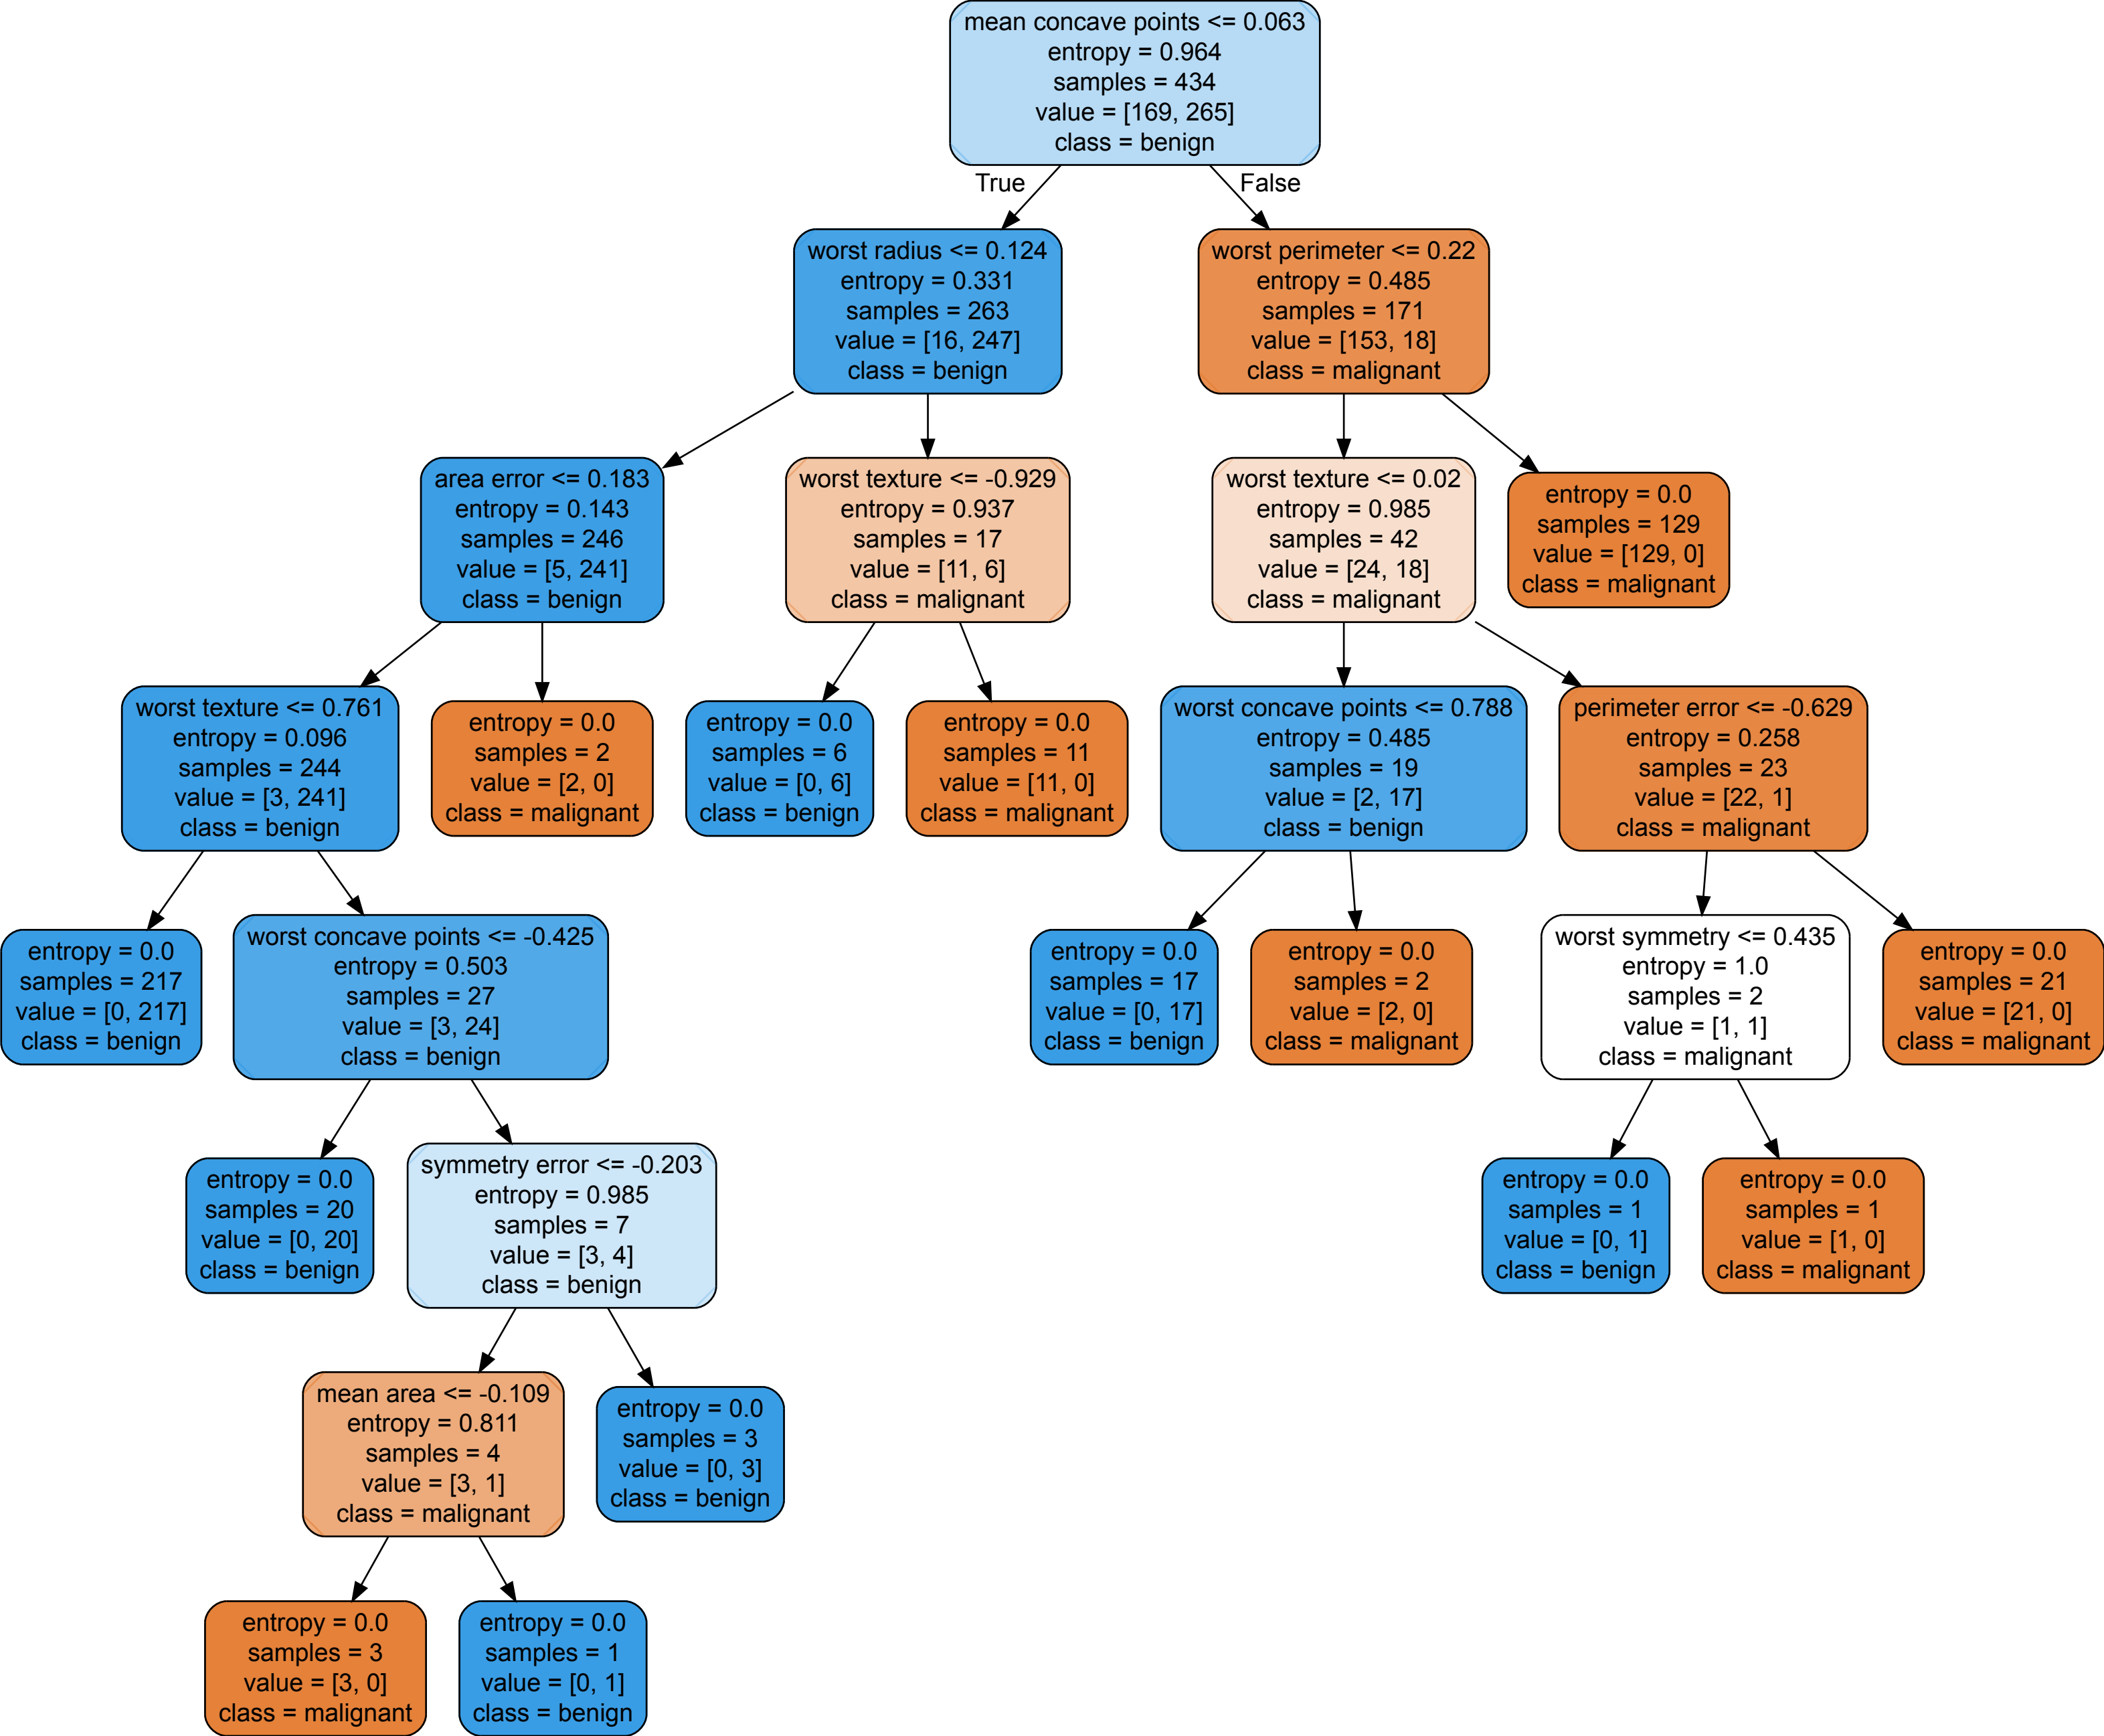 mean concave points <= 0.063
entropy = 0.964
samples = 434
value = [169, 265]
class = benign
True
False
worst radius <= 0.124
entropy = 0.331
samples = 263
value = [16, 247]
class = benign
worst perimeter <= 0.22
entropy = 0.485
samples = 171
value = [153, 18]
class = malignant
area error <= 0.183
entropy = 0.143
samples = 246
value = [5, 241]
class = benign
worst texture <= -0.929
entropy = 0.937
samples = 17
value = [11, 6]
class = malignant
worst texture <= 0.02
entropy = 0.985
samples = 42
value = [24, 18]
class = malignant
entropy = 0.0
samples = 129
value = [129, 0]
class = malignant
worst texture <= 0.761
entropy = 0.096
samples = 244
value = [3, 241]
class = benign
entropy = 0.0
samples = 2
value = [2, 0]
class = malignant
entropy = 0.0
samples = 6
value = [0, 6]
class = benign
entropy = 0.0
samples = 11
value = [11, 0]
class = malignant
worst concave points <= 0.788
entropy = 0.485
samples = 19
value = [2, 17]
class = benign
perimeter error <= -0.629
entropy = 0.258
samples = 23
value = [22, 1]
class = malignant
entropy = 0.0
samples = 217
value = [0, 217]
class = benign
worst concave points <= -0.425
entropy = 0.503
samples = 27
value = [3, 24]
class = benign
entropy = 0.0
samples = 17
value = [0, 17]
class = benign
entropy = 0.0
samples = 2
value = [2, 0]
class = malignant
worst symmetry <= 0.435
entropy = 1.0
samples = 2
value = [1, 1]
class = malignant
entropy = 0.0
samples = 21
value = [21, 0]
class = malignant
entropy = 0.0
samples = 20
value = [0, 20]
class = benign
symmetry error <= -0.203
entropy = 0.985
samples = 7
value = [3, 4]
class = benign
entropy = 0.0
samples = 1
value = [0, 1]
class = benign
entropy = 0.0
samples = 1
value = [1, 0]
class = malignant
mean area <= -0.109
entropy = 0.811
samples = 4
value = [3, 1]
class = malignant
entropy = 0.0
samples = 3
value = [0, 3]
class = benign
entropy = 0.0
samples = 3
value = [3, 0]
class = malignant
entropy = 0.0
samples = 1
value = [0, 1]
class = benign